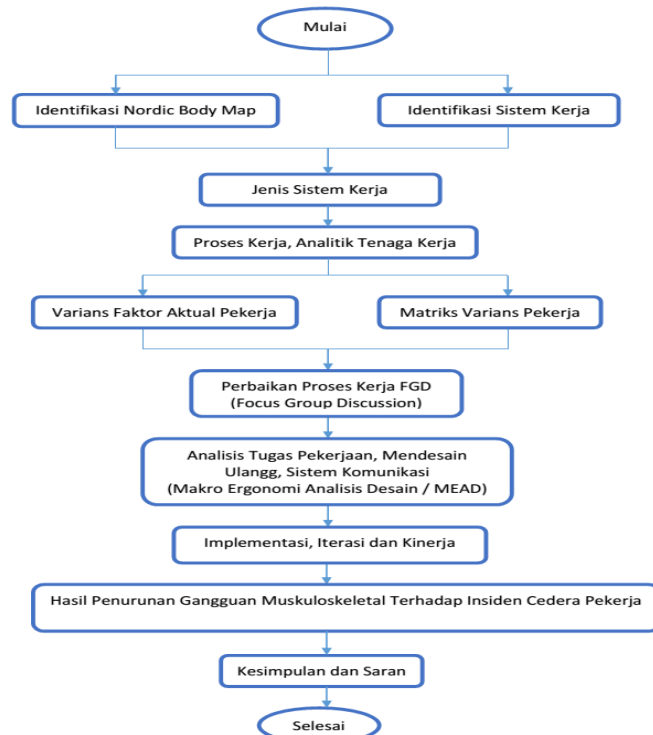 Mulai
Identifikasi Nordic Body Map
Identifikasi Sistem Kerja
Jenis Sistem Kerja
Proses Kerja, Analitik Tenaga Kerja
Varians Faktor Aktual Pekerja
Matriks Varians Pekerja
Perbaikan Proses Kerja FGD
(Focus Group Discussion)
Analisis Tugas Pekerjaan, Mendesain
Ulangg, Sistem Komunikasi
(Makro Ergonomi Analisis Desain / MEAD)
Implementasi, Iterasi dan Kinerja
Hasil Penurunan Gangguan Muskuloskeletal Terhadap Insiden Cedera Pekerja
Kesimpulan dan Saran
Selesai